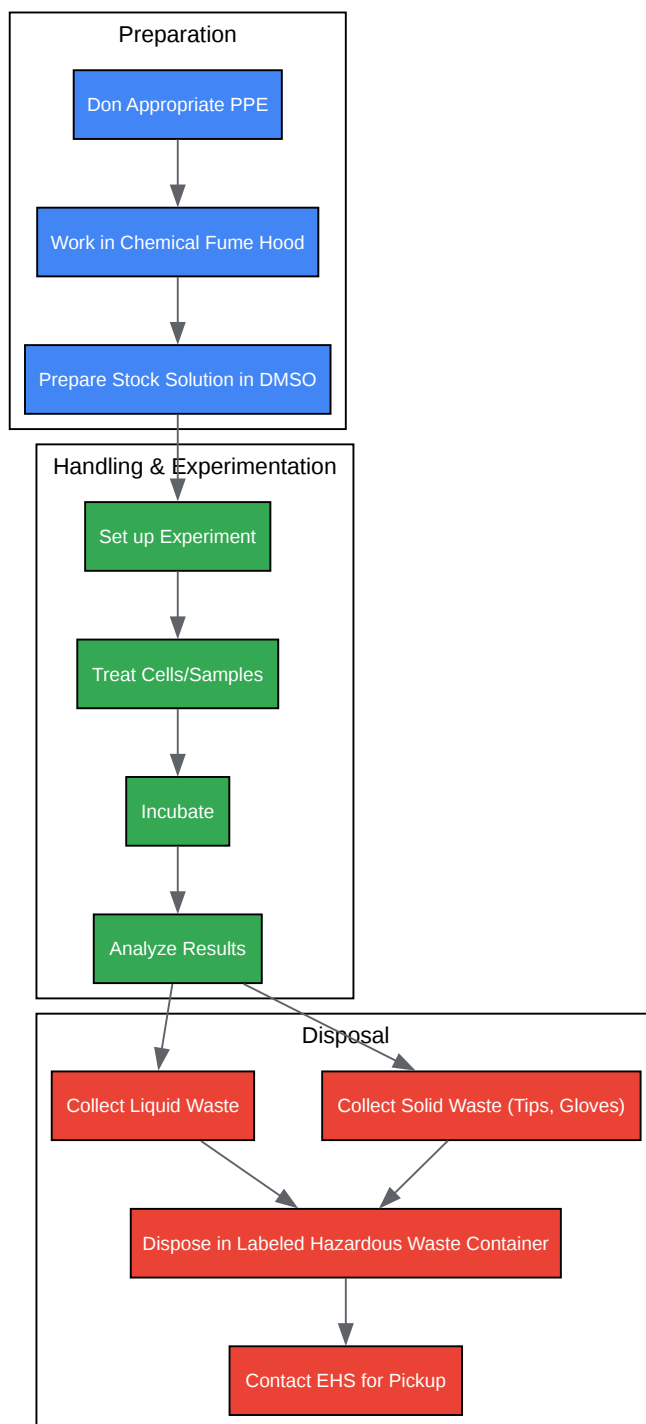 Preparation
Don Appropriate PPE
Work in Chemical Fume Hood
Prepare Stock Solution in DMSO
Handling & Experimentation
Set up Experiment
Treat Cells/Samples
Incubate
Analyze Results
Disposal
Collect Liquid Waste
Collect Solid Waste (Tips, Gloves)
Dispose in Labeled Hazardous Waste Container
Contact EHS for Pickup